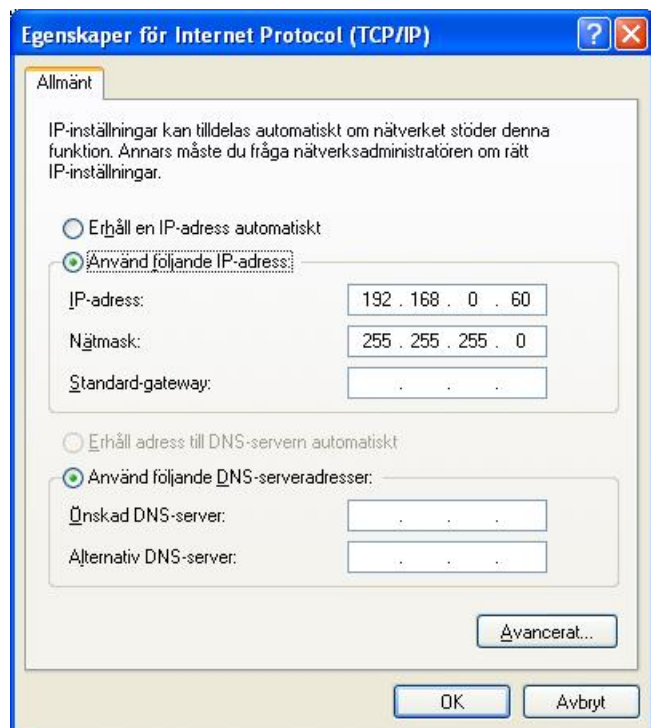 Egenskaper för Internet Protocol (TCP/IP)
Allmänt
IP-inställningar kan tilldelas automatiskt om nätverket stöder denna
funktion. Annars måste du fråga nätverksadministratören om rätt
IP-inställningar.
Erhåll en IP-adress automatiskt
Använd följande IP-adress:
IP-adress: 192 . 168 . 0 . 60
Nätmask: 255 . 255 . 255 . 0
Standard-gateway: . . .
Erhåll adress till DNS-servern automatiskt
Använd följande DNS-serveradresser:
Önskad DNS-server: . . .
Alternativ DNS-server: . . .
Avancerat...
OK Avbryt